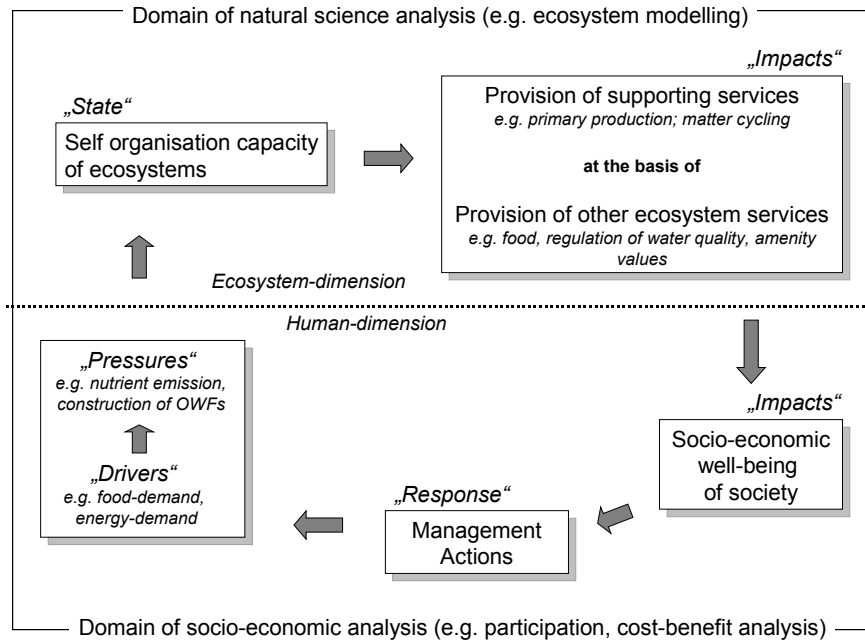 Domain of natural science analysis (e.g. ecosystem modelling)
„Impacts“
Provision of supporting services
e.g. primary production; matter cycling
at the basis of
Provision of other ecosystem services
e.g. food, regulation of water quality, amenity
values
„State“
Self organisation capacity
of ecosystems
Ecosystem-dimension
Human-dimension
„Pressures“
e.g. nutrient emission,
construction of OWFs
„Drivers“
e.g. food-demand,
energy-demand
„Impacts“
Socio-economic
well-being
of society
„Response“
Management
Actions
Domain of socio-economic analysis (e.g. participation, cost-benefit analysis)